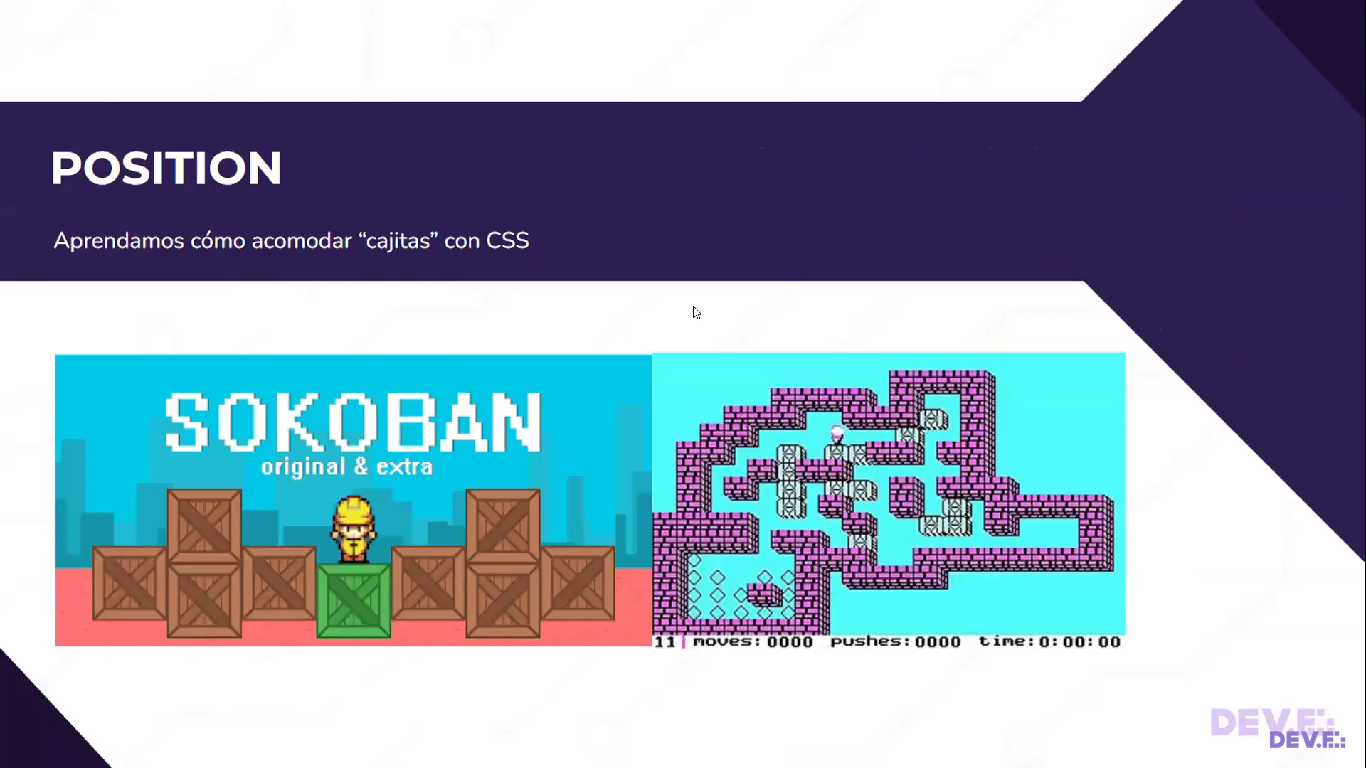 POSITION
Aprendamos cómo acomodar “cajitas” con CSS
SOKOBAN
original & extra
11 moves:0000 pushes:0000 time:0:00:00
DEV.F.:
DEV.F.: